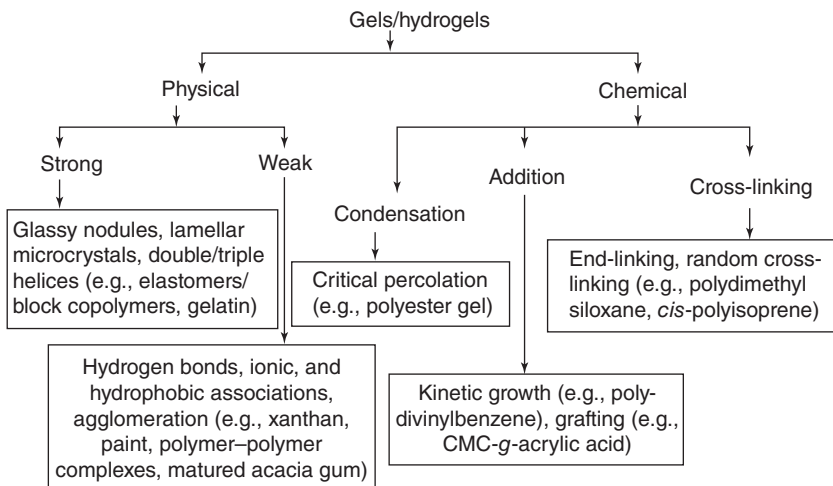 Gels/hydrogels
Physical
Chemical
Strong
Weak
Condensation
Addition
Cross-linking
Glassy nodules, lamellar
microcrystals, double/triple
helices (e.g., elastomers/
block copolymers, gelatin)
Hydrogen bonds, ionic, and
hydrophobic associations,
agglomeration (e.g., xanthan,
paint, polymer–polymer
complexes, matured acacia gum)
Critical percolation
(e.g., polyester gel)
Kinetic growth (e.g., poly-
divinylbenzene), grafting (e.g.,
CMC-g-acrylic acid)
End-linking, random cross-
linking (e.g., polydimethyl
siloxane, cis-polyisoprene)